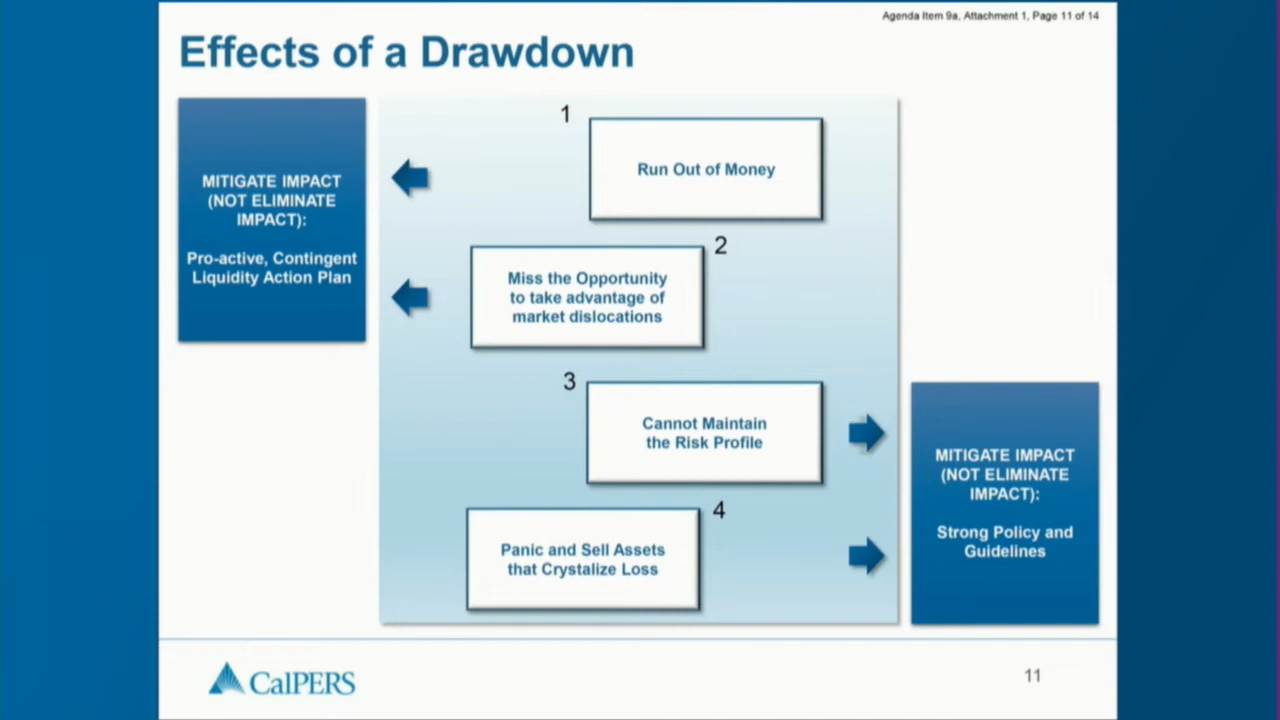 Agenda Item 9a, Attachment 1, Page 11 of 14
Effects of a Drawdown
MITIGATE IMPACT
(NOT ELIMINATE
IMPACT):
Pro-active, Contingent
Liquidity Action Plan
1
Run Out of Money
2
Miss the Opportunity
to take advantage of
market dislocations
3
Cannot Maintain
the Risk Profile
4
Panic and Sell Assets
that Crystalize Loss
MITIGATE IMPACT
(NOT ELIMINATE
IMPACT):
Strong Policy and
Guidelines
CalPERS
11